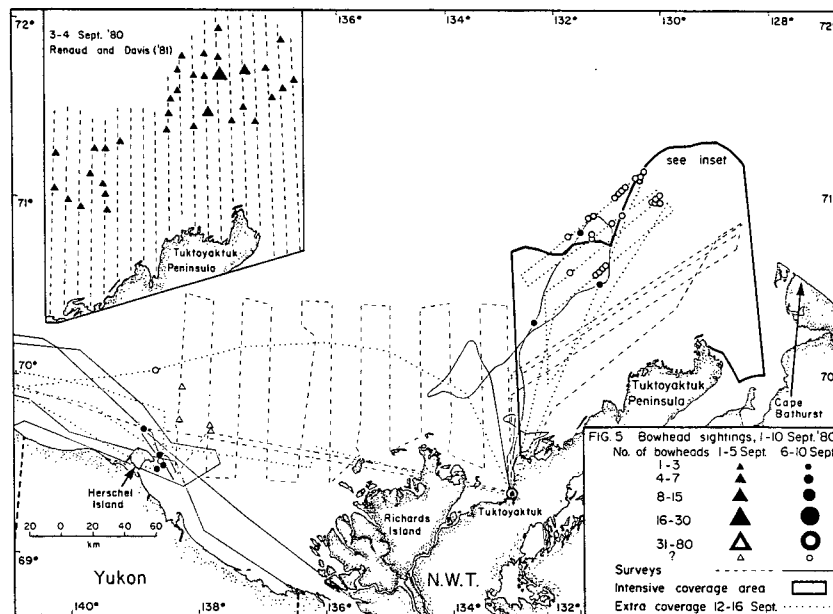 72°
136°
134°
132°
130°
128°
72°
3-4 Sept. '80
Renaud and Davis ('81)
see inset
71°
71°
Tuktoyaktuk
Peninsula
70°
70
Tuktoyaktuk
Peninsula
Cape
Bathurst
Herschel
Island
Richards
Island
Tuktoyaktuk
20 0 20 40 60
km
69°
Yukon
N.W.T.
140°
138°
136°
134°
132°
FIG. 5 Bowhead sightings, 1-10 Sept. '80
No. of bowheads 1-5 Sept. 6-10 Sept.
1-3
4-7
8-15
16-30
31-80
?
Surveys
Intensive coverage area
Extra coverage 12-16 Sept.